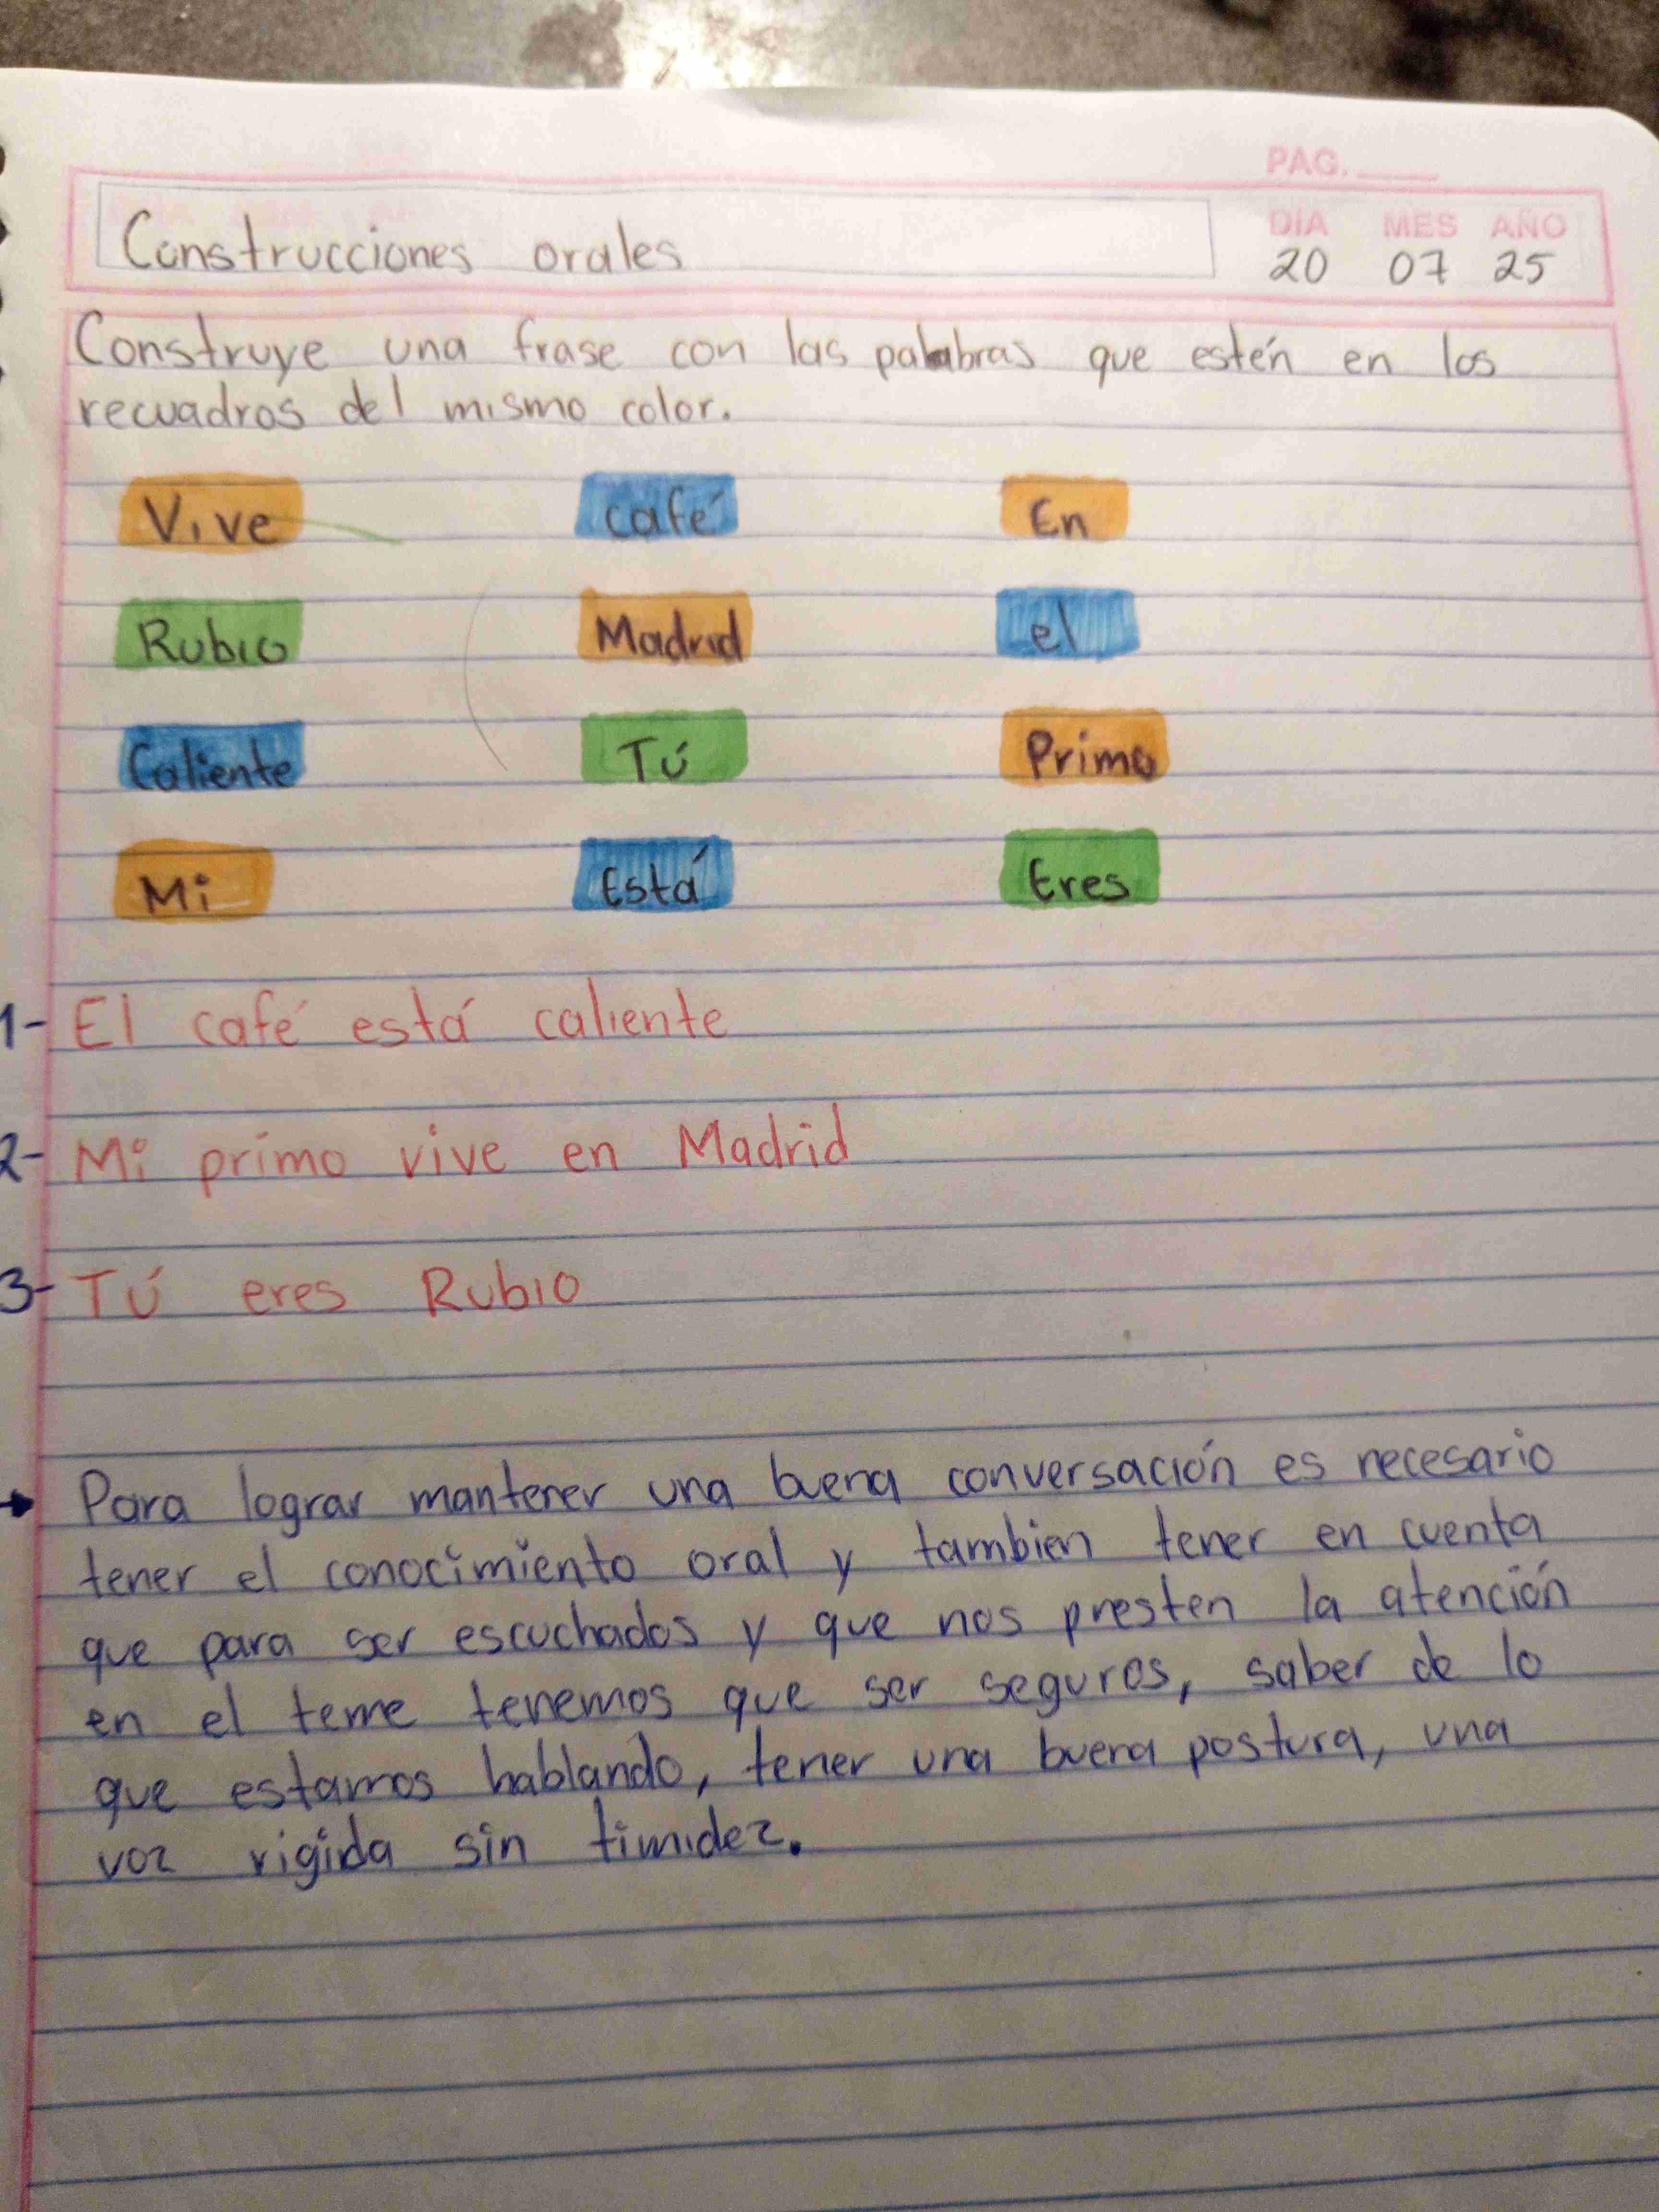 PAG.
DIA MES AÑO
Construcciones orales 20 07 25
Construye una frase con las palabras que estén en los
recuadros del mismo color.
Vive café En
Rubio Madrid el
Caliente Tú Primo
Mi Está Eres
1- El café está caliente
2- Mi primo vive en Madrid
3- Tú eres Rubio
Para lograr mantener una buena conversación es necesario
tener el conocimiento oral y tambien tener en cuenta
que para ser escuchados y que nos presten la atención
en el teme tenemos que ser seguros, saber de lo
que estamos hablando, tener una buena postura, una
voz rigida sin timidez.